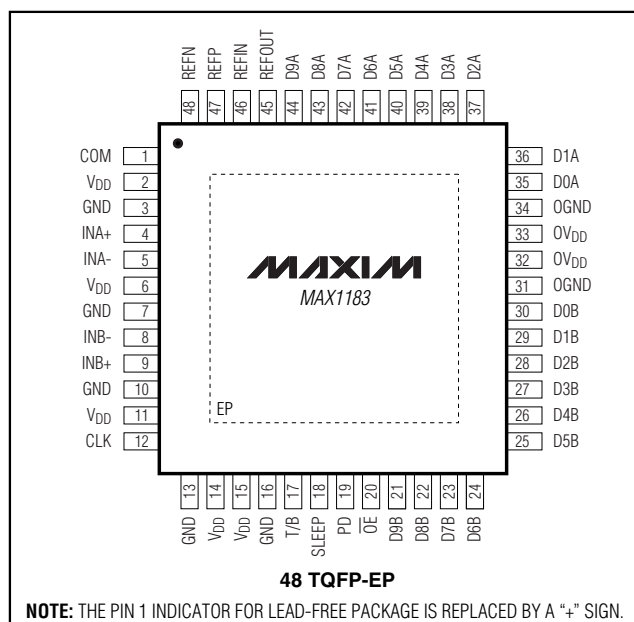 REFN REFP REFIN REFOUT D9A D8A D7A D6A D5A D4A D3A D2A
48 47 46 45 44 43 42 41 40 39 38 37
COM 1
VDD 2
GND 3
INA+ 4
INA- 5
VDD 6
GND 7
INB- 8
INB+ 9
GND 10
VDD 11
CLK 12
MAXIM
MAX1183
EP
36 D1A
35 D0A
34 OGND
33 OVDD
32 OVDD
31 OGND
30 D0B
29 D1B
28 D2B
27 D3B
26 D4B
25 D5B
13 14 15 16 17 18 19 20 21 22 23 24
GND VDD VDD GND T/B SLEEP PD O̅E̅ D9B D8B D7B D6B
48 TQFP-EP
NOTE: THE PIN 1 INDICATOR FOR LEAD-FREE PACKAGE IS REPLACED BY A “+” SIGN.